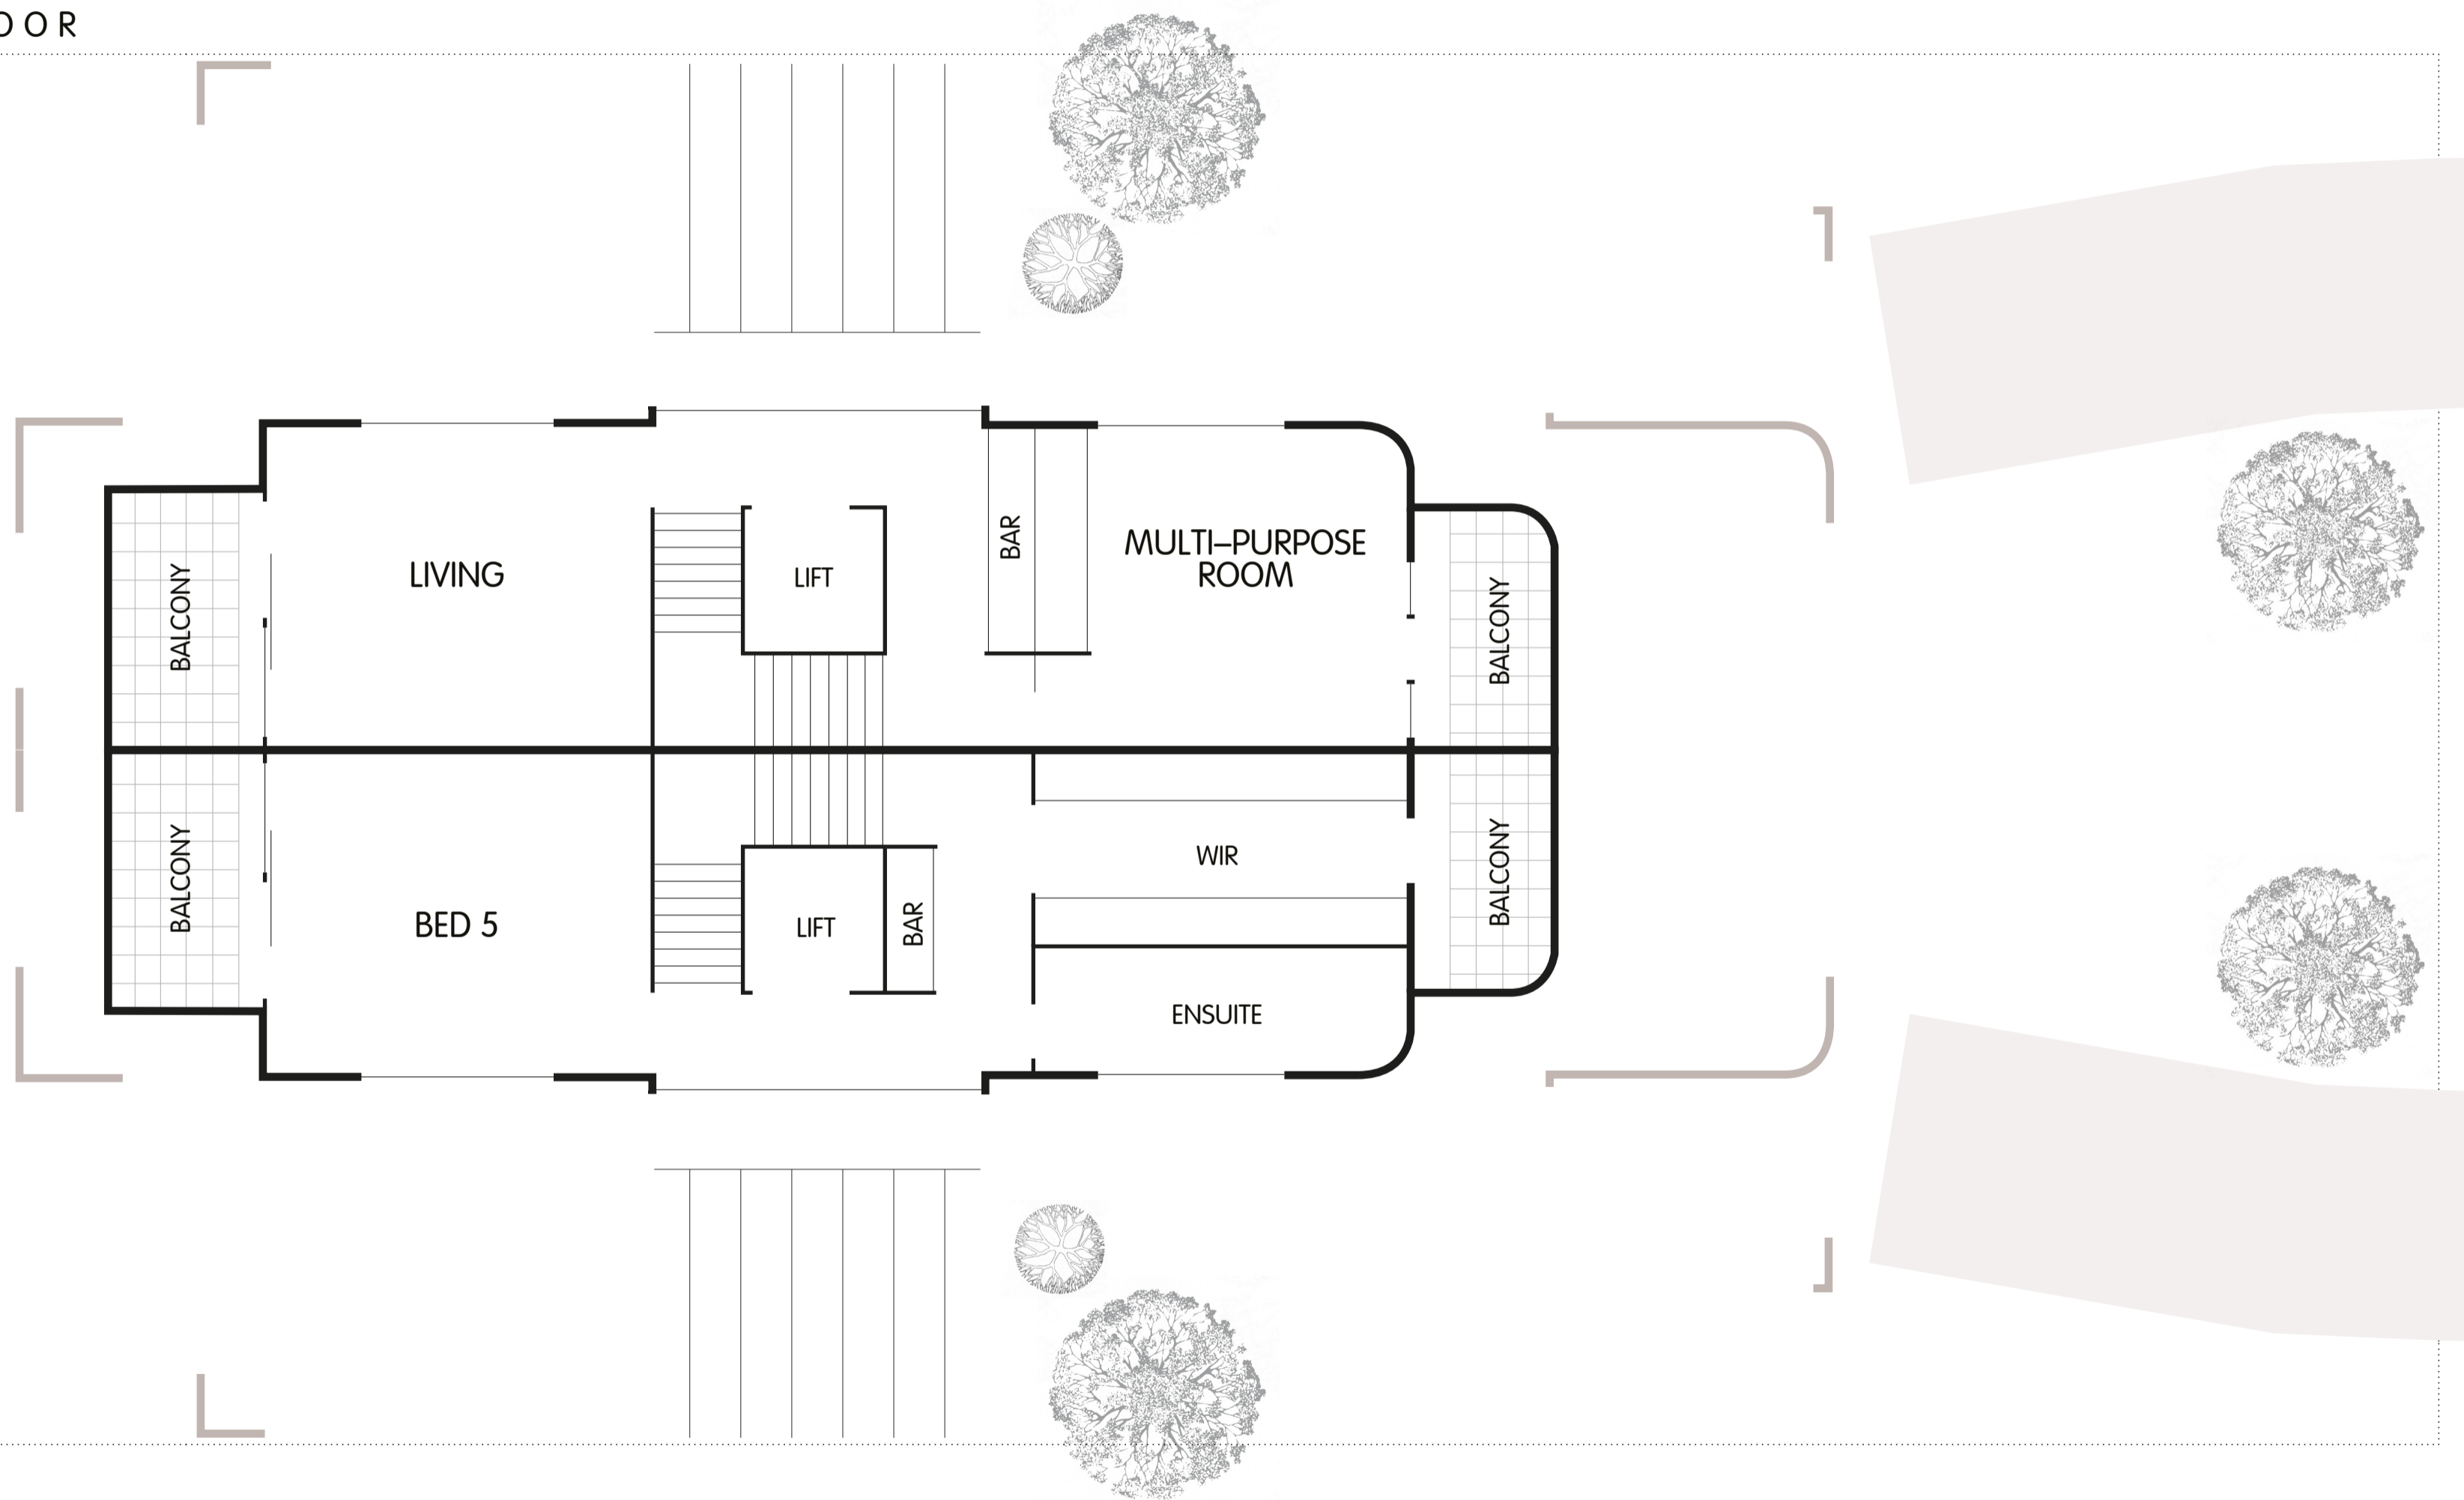 OOR
BALCONY
LIVING
LIFT
BAR
MULTI–PURPOSE
ROOM
BALCONY
BALCONY
BED 5
LIFT
BAR
WIR
ENSUITE
BALCONY